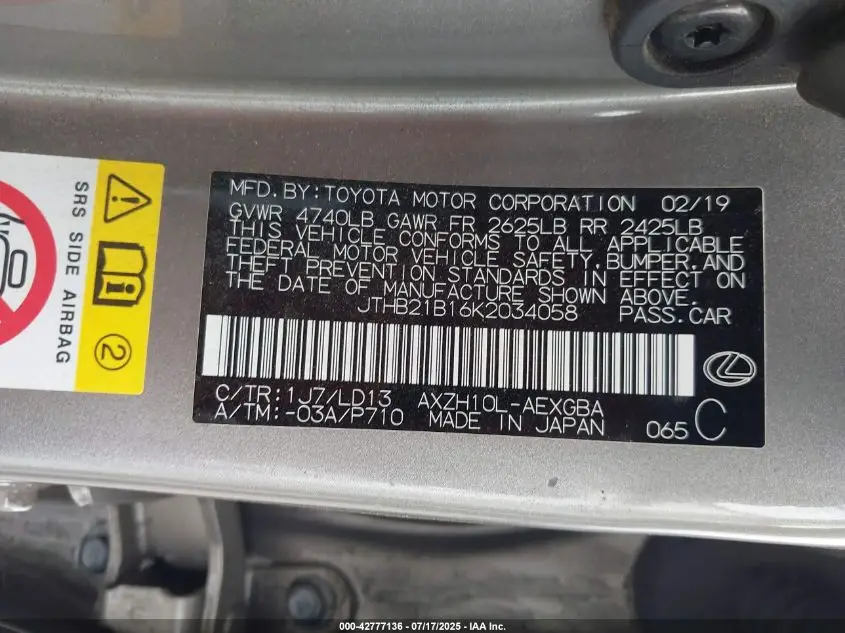 SRS SIDE AIRBAG
2
MFD. BY:TOYOTA MOTOR CORPORATION 02/19
GVWR 4740LB GAWR FR 2625LB RR 2425LB
THIS VEHICLE CONFORMS TO ALL APPLICABLE
FEDERAL MOTOR VEHICLE SAFETY,BUMPER,AND
THEFT PREVENTION STANDARDS IN EFFECT ON
THE DATE OF MANUFACTURE SHOWN ABOVE.
JTHB21B16K2034058 PASS.CAR
C/TR:1J7/LD13 AXZH10L-AEXGBA
A/TM:-03A/P710 MADE IN JAPAN 065 C
000-42777136 - 07/17/2025 - IAA Inc.